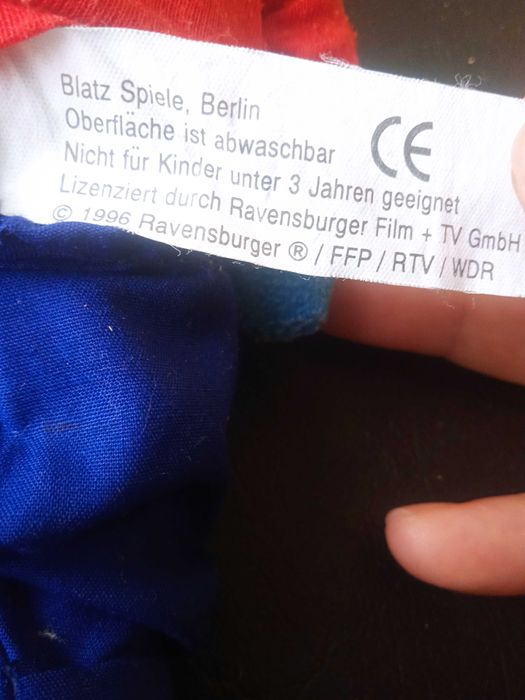 Blatz Spiele, Berlin
Oberfläche ist abwaschbar CE
Nicht für Kinder unter 3 Jahren geeignet
Lizenziert durch Ravensburger Film + TV GmbH
© 1996 Ravensburger ® / FFP / RTV / WDR